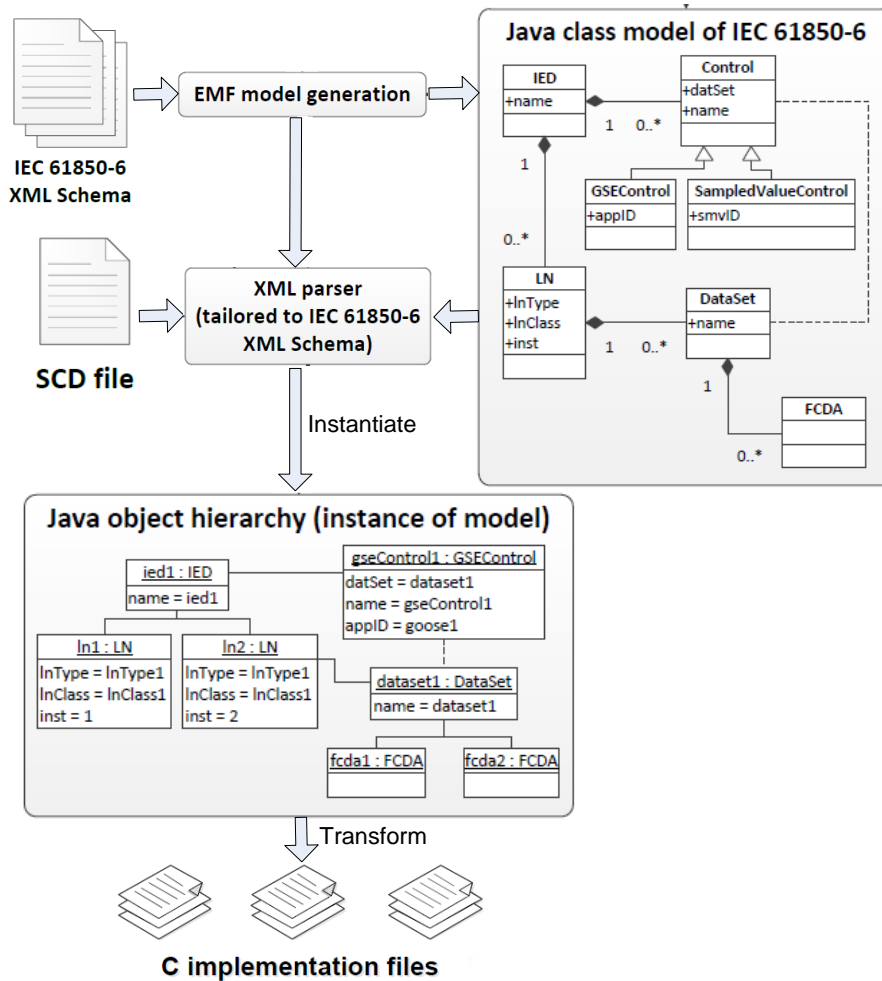 Java class model of IEC 61850-6
IED
+name
Control
+datSet
+name
1
0..*
1
GSEControl
+appID
SampledValueControl
+smvID
0..*
LN
+lnType
+lnClass
+inst
DataSet
+name
1
0..*
1
FCDA
0..*
EMF model generation
IEC 61850-6
XML Schema
XML parser
(tailored to IEC 61850-6
XML Schema)
SCD file
Instantiate
Java object hierarchy (instance of model)
ied1 : IED
name = ied1
gseControl1 : GSEControl
datSet = dataset1
name = gseControl1
appID = goose1
ln1 : LN
lnType = lnType1
lnClass = lnClass1
inst = 1
ln2 : LN
lnType = lnType1
lnClass = lnClass1
inst = 2
dataset1 : DataSet
name = dataset1
fcda1 : FCDA
fcda2 : FCDA
Transform
C implementation files